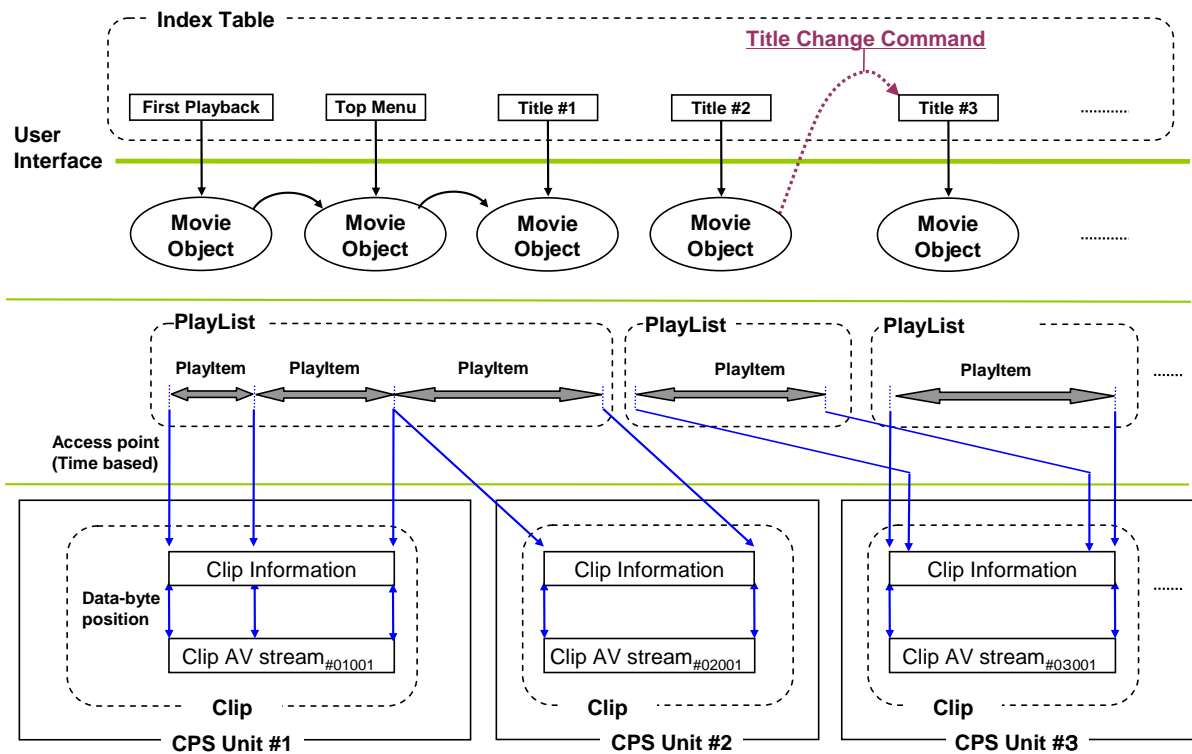 Index Table
Title Change Command
First Playback
Top Menu
Title #1
Title #2
Title #3
.........
User
Interface
Movie
Object
Movie
Object
Movie
Object
Movie
Object
Movie
Object
.........
PlayList
PlayList
PlayList
PlayItem
PlayItem
PlayItem
PlayItem
PlayItem
.......
Access point
(Time based)
Clip Information
Clip Information
Clip Information
.......
Data-byte
position
Clip AV stream#01001
Clip AV stream#02001
Clip AV stream#03001
Clip
Clip
Clip
CPS Unit #1
CPS Unit #2
CPS Unit #3